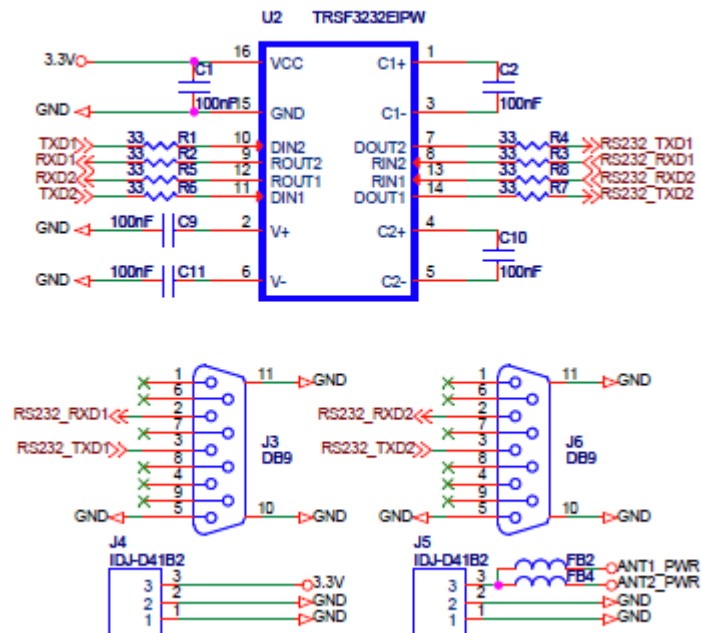 U2 TRSF3232EIPW
3.3V 16 VCC C1+ 1
C1 C2
GND 100nF 15 GND C1- 3 100nF
TXD1 33 R1 10 DIN2 DOUT2 7 33 R4 RS232_TXD1
RXD1 33 R2 9 ROUT2 RIN2 8 33 R3 RS232_RXD1
RXD2 33 R5 12 ROUT1 RIN1 13 33 R8 RS232_RXD2
TXD2 33 R6 11 DIN1 DOUT1 14 33 R7 RS232_TXD2
GND 100nF C9 2 V+ C2+ 4
C10
GND 100nF C11 6 V- C2- 5 100nF
1 11 GND
6
RS232_RXD1 2
7
RS232_TXD1 3
8
4
9
GND 5 10 GND
J3
DB9
1 11 GND
6
RS232_RXD2 2
7
RS232_TXD2 3
8
4
9
GND 5 10 GND
J6
DB9
J4
IDJ-D41B2
3 3 3.3V
2 2 GND
1 1 GND
J5
IDJ-D41B2
FB2 ANT1_PWR
3 3 FB4 ANT2_PWR
2 2 GND
1 1 GND